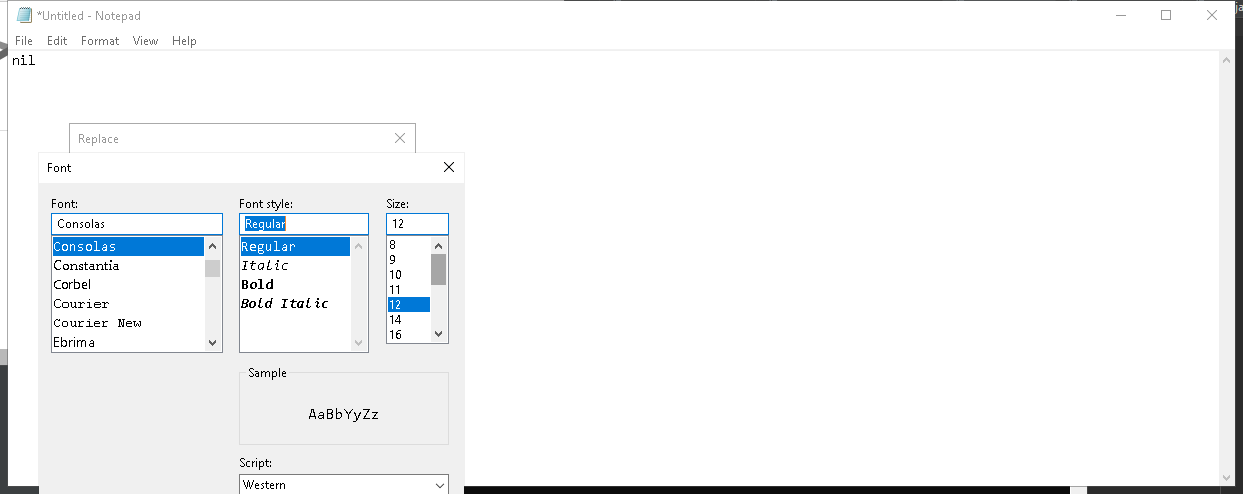 *Untitled - Notepad
File Edit Format View Help
nil
Replace
Font
Font: Font style: Size:
Consolas Regular 12
Consolas Regular 8
Constantia Italic 9
Corbel Bold 10
Courier Bold Italic 11
Courier New 12
Ebrima 14
16
Sample
AaBbYyZz
Script:
Western